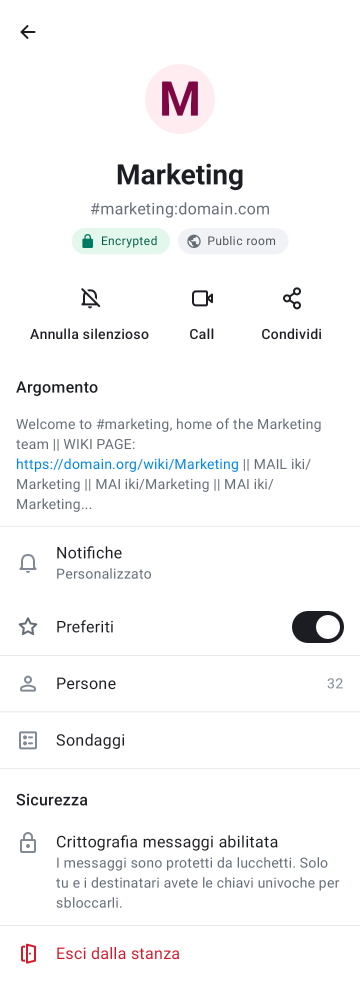 M
Marketing
#marketing:domain.com
Encrypted
Public room
Annulla silenzioso
Call
Condividi
Argomento
Welcome to #marketing, home of the Marketing
team || WIKI PAGE:
https://domain.org/wiki/Marketing || MAIL iki/
Marketing || MAI iki/Marketing || MAI iki/
Marketing...
Notifiche
Personalizzato
Preferiti
Persone 32
Sondaggi
Sicurezza
Crittografia messaggi abilitata
I messaggi sono protetti da lucchetti. Solo
tu e i destinatari avete le chiavi univoche per
sbloccarli.
Esci dalla stanza